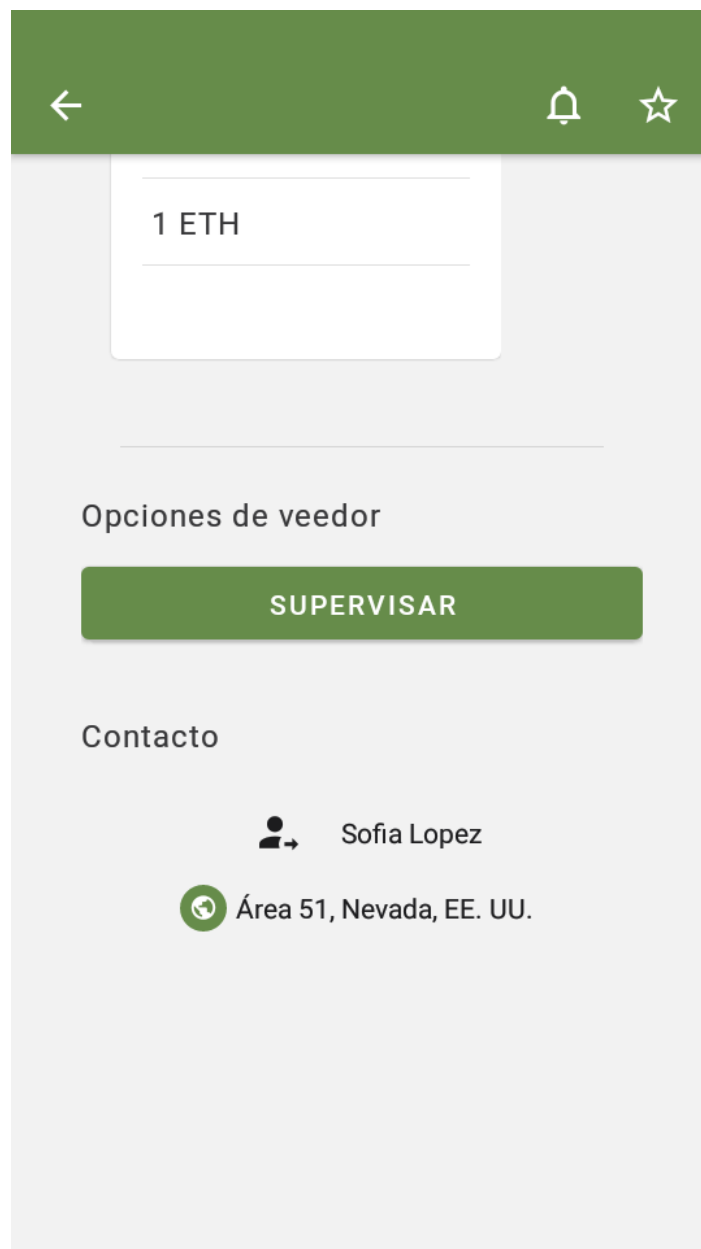 1 ETH
Opciones de veedor
SUPERVISAR
Contacto
Sofia Lopez
Área 51, Nevada, EE. UU.